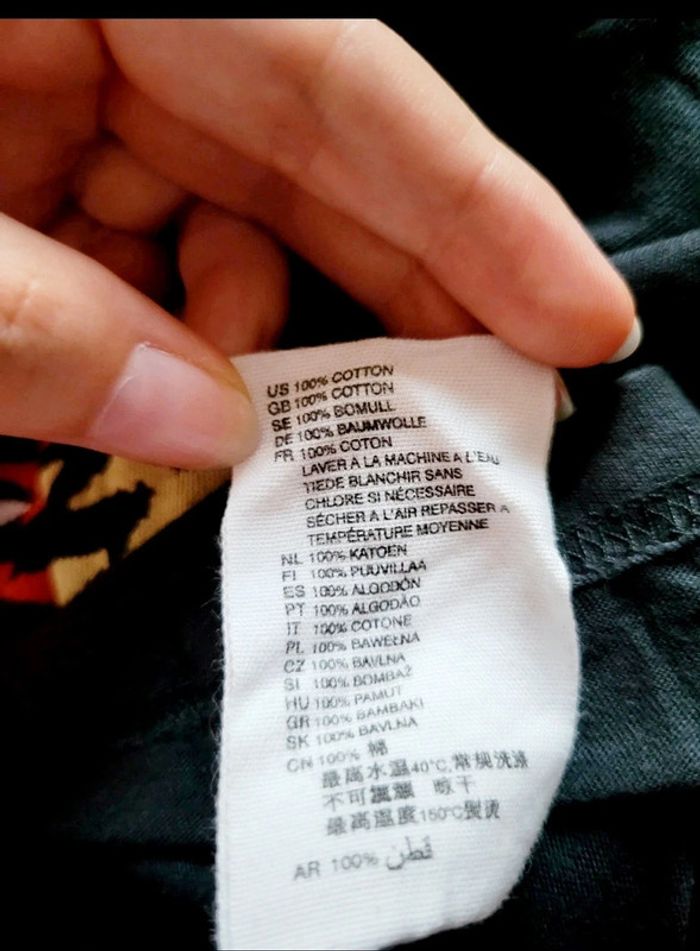 US 100% COTTON
GB 100% COTTON
SE 100% BOMULL
DE 100% BAUMWOLLE
FR 100% COTON
LAVER A LA MACHINE A L'EAU
TIEDE BLANCHIR SANS
CHLORE SI NÉCESSAIRE
SÉCHER A L'AIR REPASSER A
TEMPÉRATURE MOYENNE
NL 100% KATOEN
FI 100% PUUVILLAA
ES 100% ALGODÓN
PT 100% ALGODÃO
IT 100% COTONE
PL 100% BAWEŁNA
CZ 100% BAVLNA
SI 100% BOMBAŽ
HU 100% PAMUT
GR 100% BAMBAKI
SK 100% BAVLNA
CN 100% 棉
最高水温40°C,常规洗涤
不可 晾干
最高温度150°C熨烫
AR 100% قطن